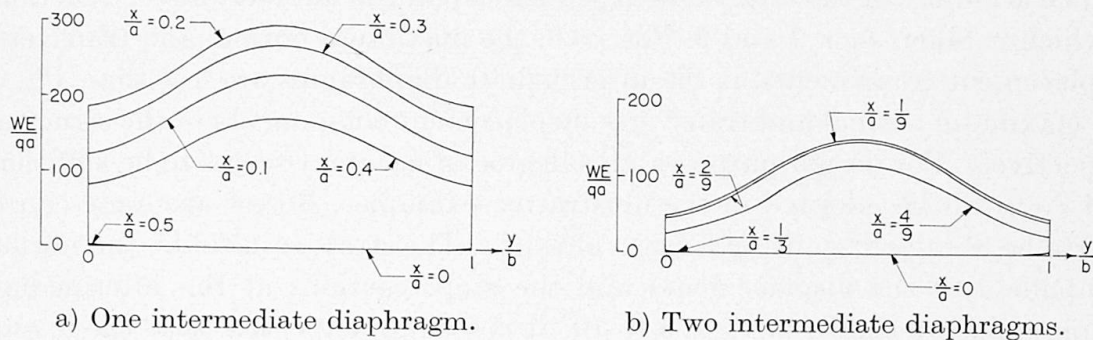 300
x/a=0.2
x/a=0.3
200
WE/qa
100
x/a=0.1
x/a=0.4
x/a=0.5
0
0
1
y/b
x/a=0
a) One intermediate diaphragm.
200
x/a=1/9
WE/qa
100
x/a=2/9
x/a=1/3
x/a=4/9
0
0
1
y/b
x/a=0
b) Two intermediate diaphragms.